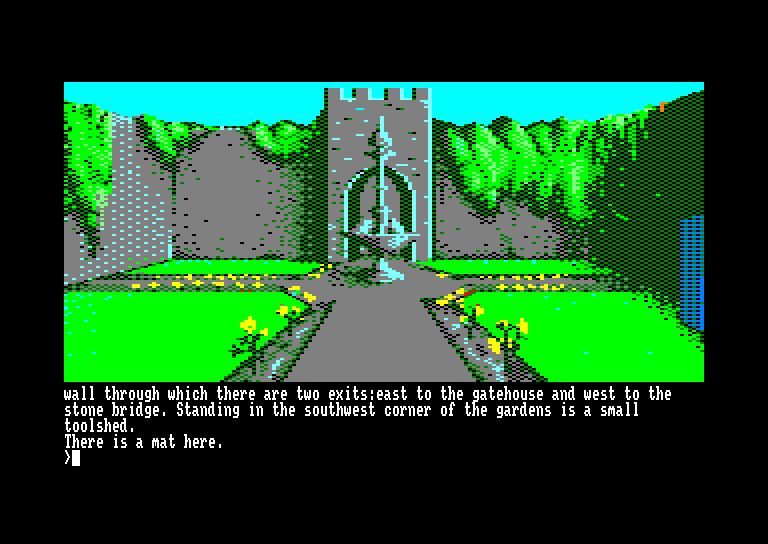 wall through which there are two exits:east to the gatehouse and west to the
stone bridge. Standing in the southwest corner of the gardens is a small
toolshed.
There is a mat here.
>